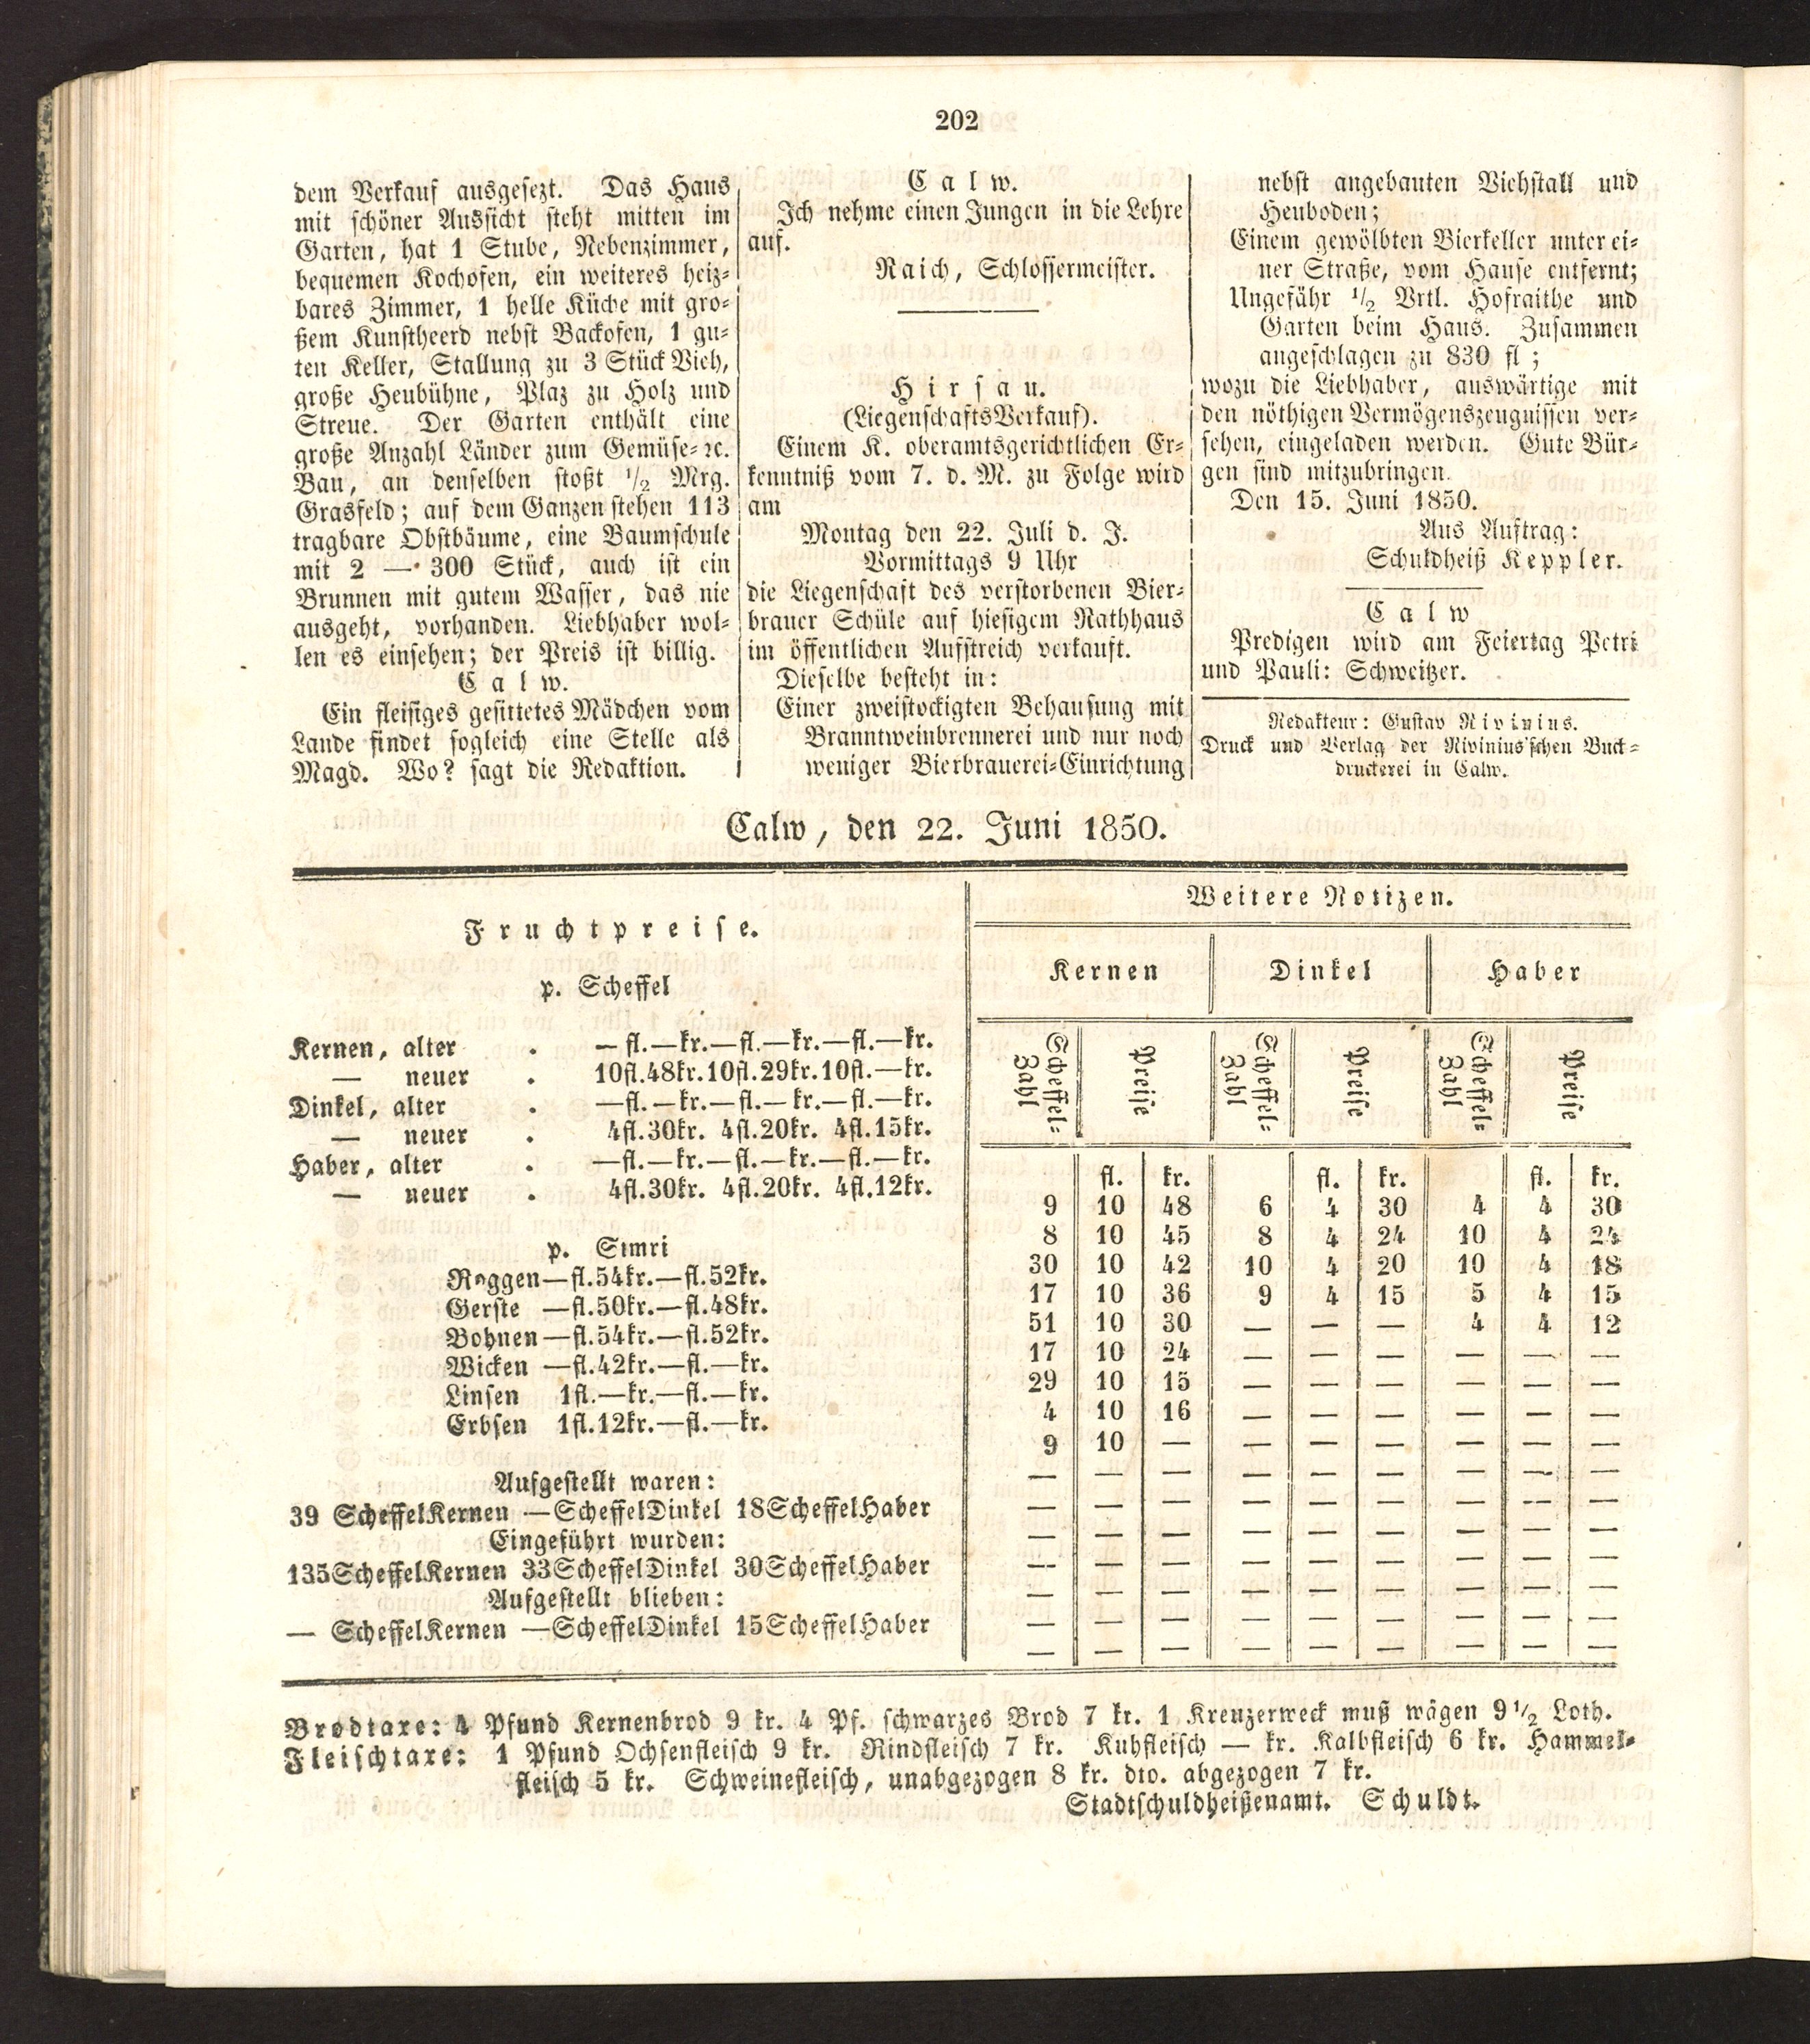 202
dem Verkauf ausgesezt. Das Haus
mit schöner Aussicht steht mitten im
Garten, hat 1 Stube, Nebenzimmer,
bequemen Kochofen, ein weiteres heiz-
bares Zimmer, 1 helle Küche mit gro-
ßem Kunstheerd nebst Backofen, 1 gu-
ten Keller, Stallung zu 3 Stück Vieh,
große Heubühne, Plaz zu Holz und
Streue. Der Garten enthält eine
große Anzahl Länder zum Gemüse-ꝛc.
Bau, an denselben stoßt 1/2 Mrg.
Grasfeld; auf dem Ganzen stehen 113
tragbare Obstbäume, eine Baumschule
mit 2 — 300 Stück, auch ist ein
Brunnen mit gutem Wasser, das nie
ausgeht, vorhanden. Liebhaber wol-
len es einsehen; der Preis ist billig.
Calw.
Ein fleisiges gesittetes Mädchen vom
Lande findet sogleich eine Stelle als
Magd. Wo? sagt die Redaktion.
Calw.
Ich nehme einen Jungen in die Lehre
auf.
Raich, Schlossermeister.
Hirsau.
(LiegenschaftsVerkauf).
Einem K. oberamtsgerichtlichen Er-
kenntniß vom 7. d. M. zu Folge wird
am
Montag den 22. Juli d. J.
Vormittags 9 Uhr
die Liegenschaft des verstorbenen Bier-
brauer Schüle auf hiesigem Rathhaus
im öffentlichen Aufstreich verkauft.
Dieselbe besteht in:
Einer zweistockigten Behausung mit
Branntweinbrennerei und nur noch
weniger Bierbrauerei-Einrichtung
nebst angebauten Viehstall und
Heuboden;
Einem gewölbten Bierkeller unter ei-
ner Straße, vom Hause entfernt;
Ungefähr 1/2 Vrtl. Hofraithe und
Garten beim Haus. Zusammen
angeschlagen zu 830 fl;
wozu die Liebhaber, auswärtige mit
den nöthigen Vermögenszeugnissen ver-
sehen, eingeladen werden. Gute Bür-
gen sind mitzubringen.
Den 15. Juni 1850.
Aus Auftrag:
Schuldheiß Keppler.
Calw
Predigen wird am Feiertag Petri
und Pauli: Schweitzer.
Redakteur: Gustav Rivinius.
Druck und Verlag der Rivinius'schen Buch-
druckerei in Calw.
Calw, den 22. Juni 1850.
Fruchtpreise.
p. Scheffel
Kernen, alter . — fl.—kr.—fl.—kr.—fl.—kr.
— neuer . 10fl.48kr.10fl.29kr.10fl.—kr.
Dinkel, alter . —fl.—kr.—fl.—kr.—fl.—kr.
— neuer . 4fl.30kr. 4fl.20kr. 4fl.15kr.
Haber, alter . —fl.—kr.—fl.—kr.—fl.—kr.
— neuer . 4fl.30kr. 4fl.20kr. 4fl.12kr.
p. Simri
Roggen—fl.54kr.—fl.52kr.
Gerste —fl.50kr.—fl.48kr.
Bohnen—fl.54kr.—fl.52kr.
Wicken —fl.42kr.—fl.—kr.
Linsen 1fl.—kr.—fl.—kr.
Erbsen 1fl.12kr.—fl.—kr.
Aufgestellt waren:
39 ScheffelKernen —ScheffelDinkel 18ScheffelHaber
Eingeführt wurden:
135ScheffelKernen 33ScheffelDinkel 30ScheffelHaber
Aufgestellt blieben:
— ScheffelKernen —ScheffelDinkel 15ScheffelHaber
Weitere Notizen.
Kernen Dinkel Haber
Scheffel-Zahl Preise Scheffel-Zahl Preise Scheffel-Zahl Preise
fl. kr. fl. kr. fl. kr.
9 10 48 6 4 30 4 4 30
8 10 45 8 4 24 10 4 24
30 10 42 10 4 20 10 4 18
17 10 36 9 4 15 5 4 15
51 10 30 — — — 4 4 12
17 10 24 — — — — — —
29 10 15 — — — — — —
4 10 16 — — — — — —
9 10 — — — — — — —
— — — — — — — — —
— — — — — — — — —
— — — — — — — — —
— — — — — — — — —
— — — — — — — — —
— — — — — — — — —
— — — — — — — — —
Brodtaxe: 4 Pfund Kernenbrod 9 kr. 4 Pf. schwarzes Brod 7 kr. 1 Kreuzerweck muß wägen 9 1/2 Loth.
Fleischtaxe: 1 Pfund Ochsenfleisch 9 kr. Rindfleisch 7 kr. Kuhfleisch — kr. Kalbfleisch 6 kr. Hammel-
fleisch 5 kr. Schweinefleisch, unabgezogen 8 kr. dto. abgezogen 7 kr.
Stadtschuldheißenamt. Schuldt.